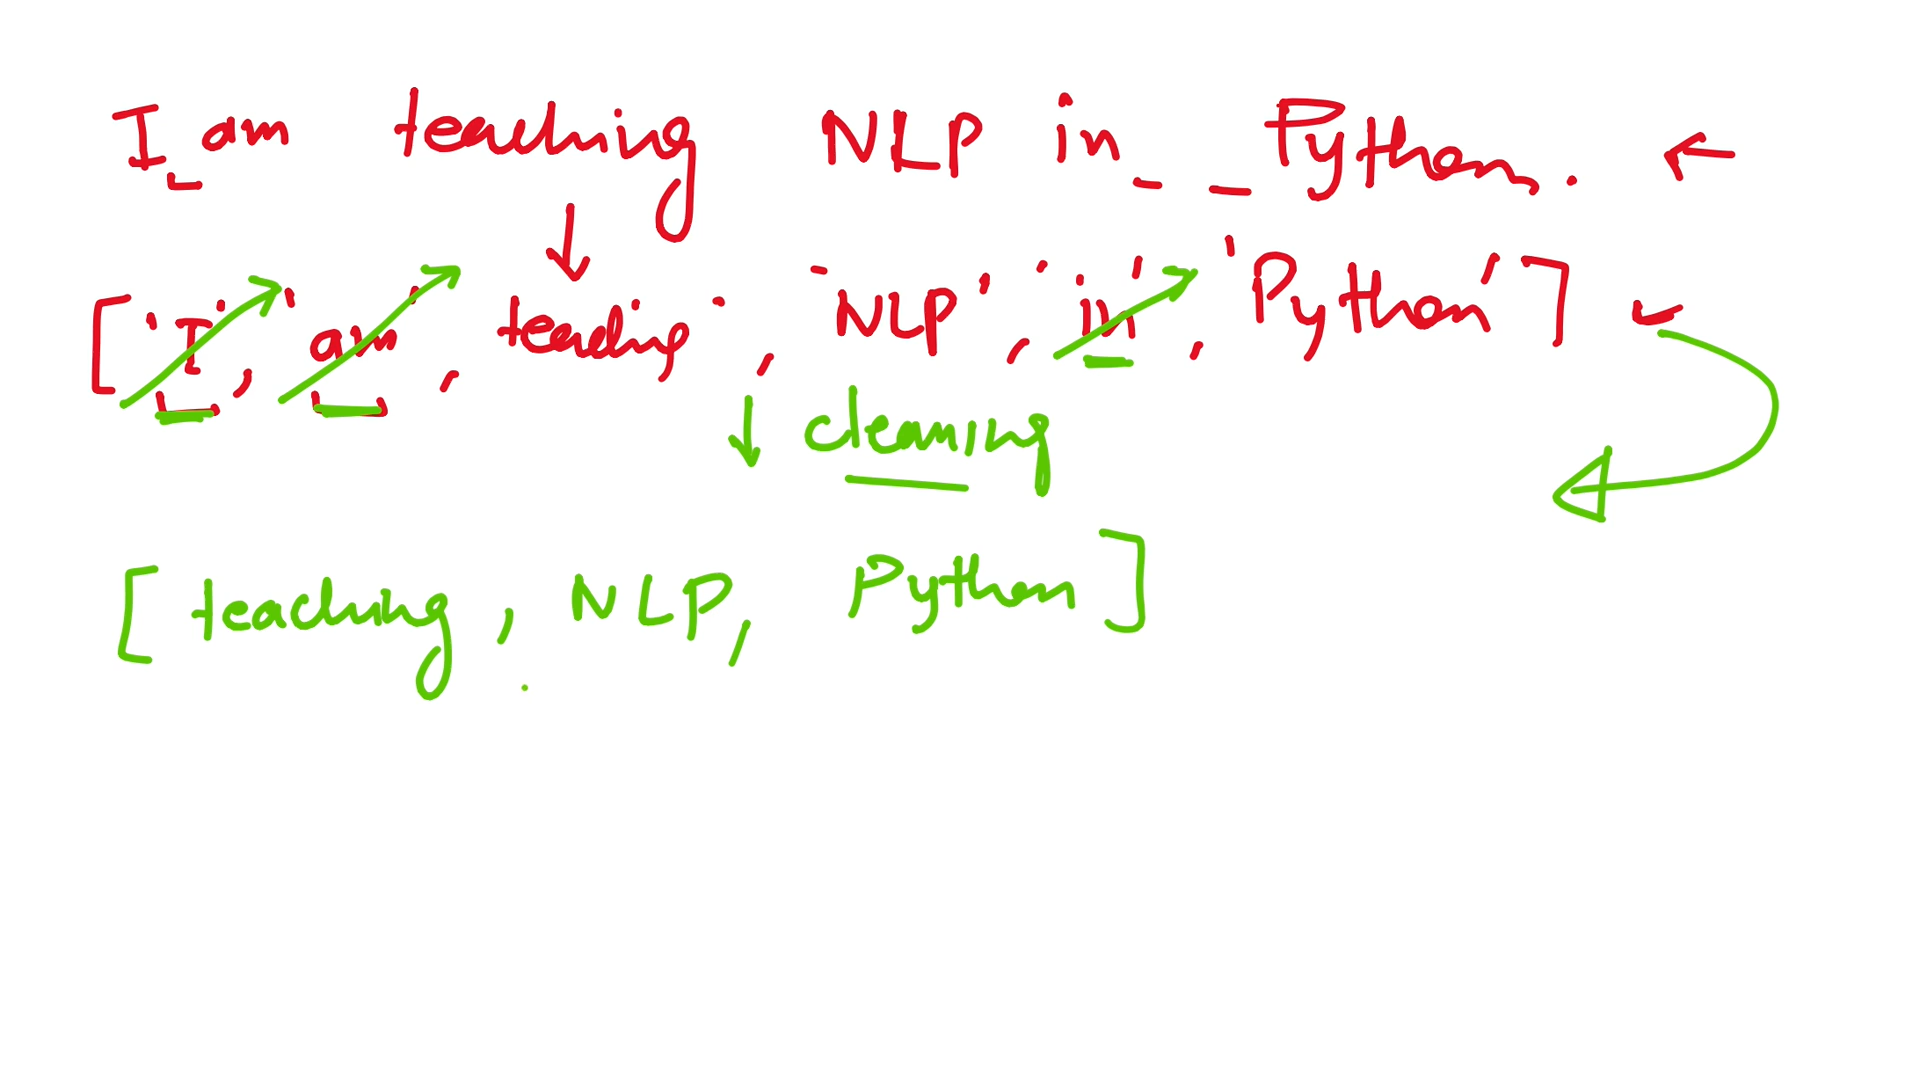 I am teaching NLP in _ _ Python.
['I', 'am', 'teaching', 'NLP', 'in', 'Python']
cleaning
[teaching, NLP, Python]